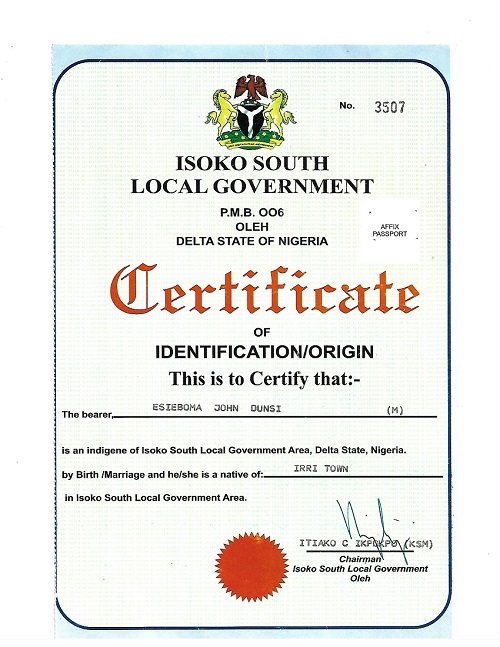 No. 3507
ISOKO SOUTH
LOCAL GOVERNMENT
P.M.B. OO6
OLEH
DELTA STATE OF NIGERIA
AFFIX
PASSPORT
Certificate
OF
IDENTIFICATION/ORIGIN
This is to Certify that:-
The bearer, ESIEBOMA JOHN DUNSI (M)
is an indigene of Isoko South Local Government Area, Delta State, Nigeria.
by Birth /Marriage and he/she is a native of: IRRI TOWN
in Isoko South Local Government Area.
ITIAKO C IKPOKPO (KSM)
Chairman
Isoko South Local Government
Oleh